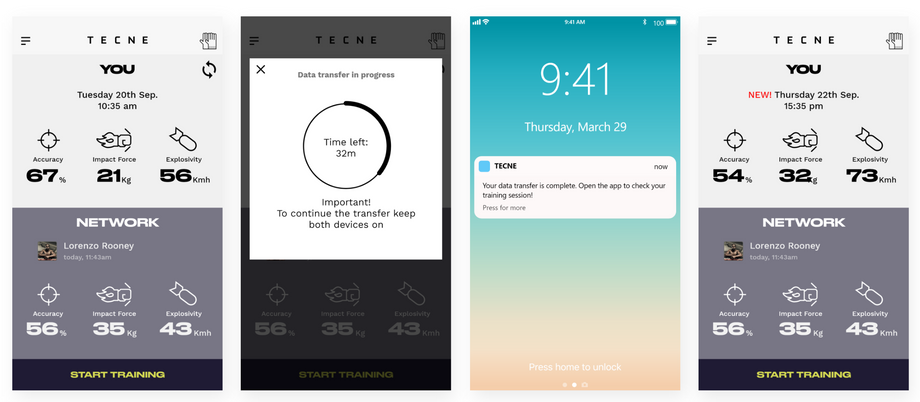 TECNE
YOU
Tuesday 20th Sep.
10:35 am
Accuracy Impact Force Explosivity
67% 21Kg 56Kmh
NETWORK
Lorenzo Rooney
today, 11:43am
Accuracy Impact Force Explosivity
56% 35Kg 43Kmh
START TRAINING
TECNE
Data transfer in progress
Time left:
32m
Important!
To continue the transfer keep
both devices on
Accuracy Impact Force Explosivity
56% 35Kg 43Kmh
START TRAINING
9:41 AM 100
9:41
Thursday, March 29
TECNE now
Your data transfer is complete. Open the app to check your
training session!
Press for more
Press home to unlock
TECNE
YOU
NEW! Thursday 22th Sep.
15:35 pm
Accuracy Impact Force Explosivity
54% 32Kg 73Kmh
NETWORK
Lorenzo Rooney
today, 11:43am
Accuracy Impact Force Explosivity
56% 35Kg 43Kmh
START TRAINING